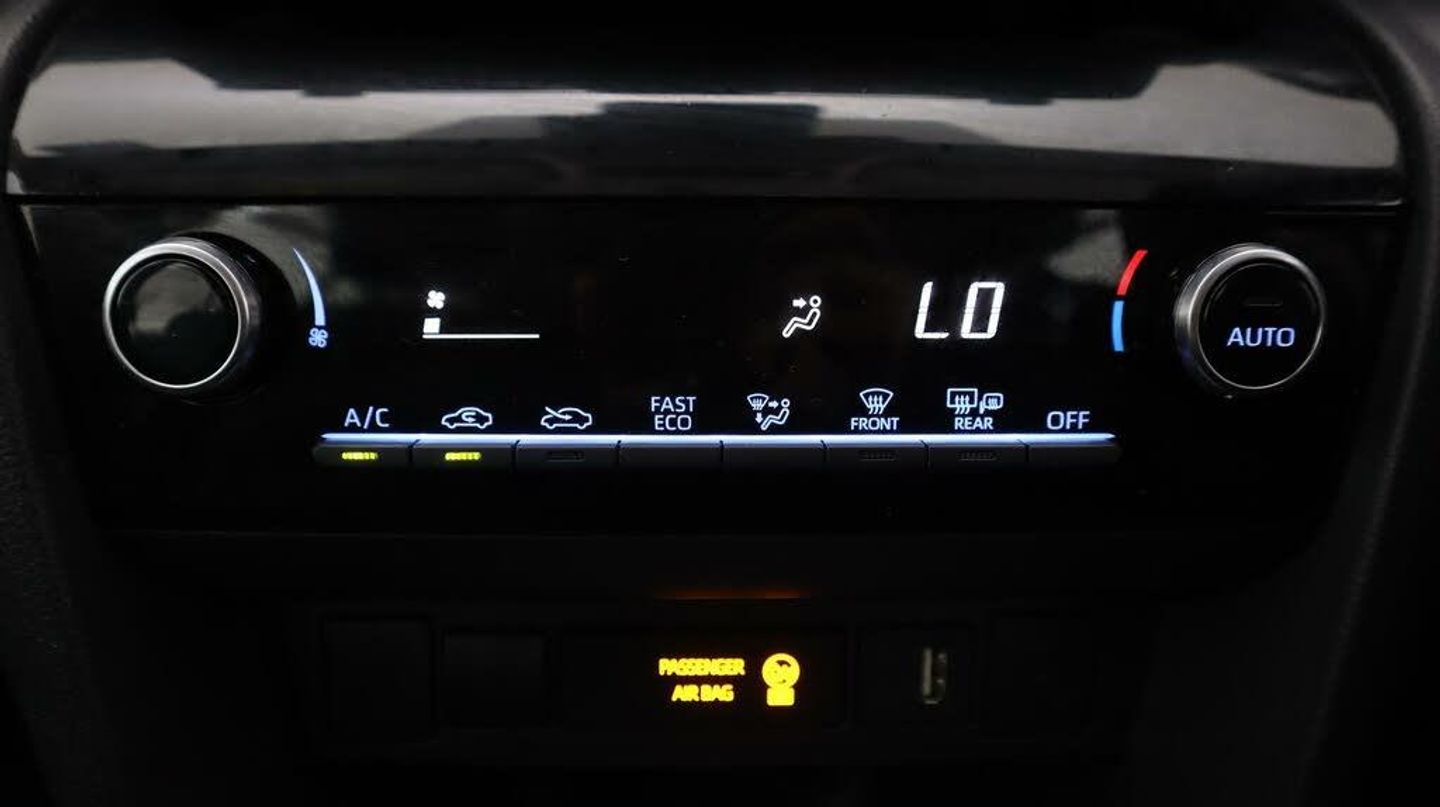 LO
AUTO
A/C
FAST
ECO
FRONT
REAR
OFF
PASSENGER
AIR BAG